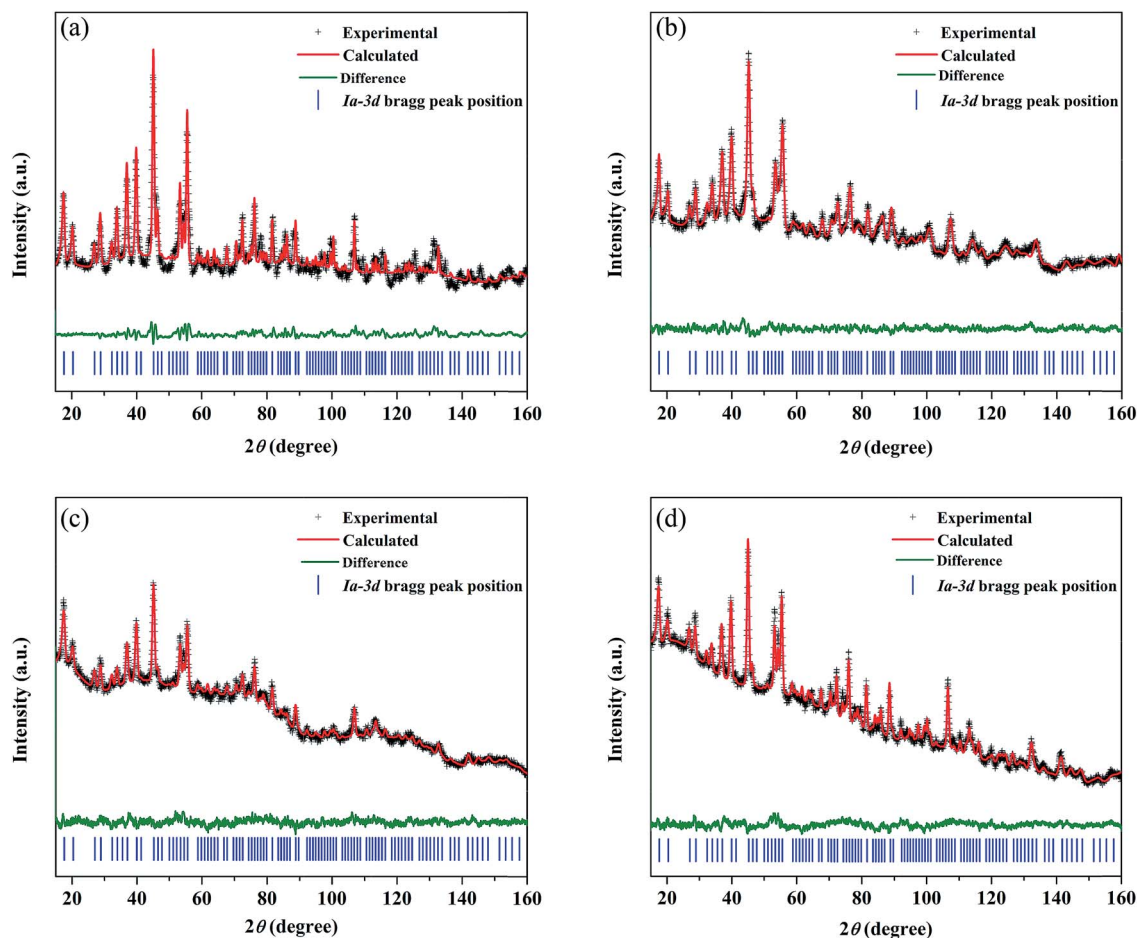 (a)
Experimental
Calculated
Difference
Ia-3d bragg peak position
Intensity (a.u.)
20 40 60 80 100 120 140 160
2θ (degree)
(b)
Experimental
Calculated
Difference
Ia-3d bragg peak position
Intensity (a.u.)
20 40 60 80 100 120 140 160
2θ (degree)
(c)
Experimental
Calculated
Difference
Ia-3d bragg peak position
Intensity (a.u.)
20 40 60 80 100 120 140 160
2θ (degree)
(d)
Experimental
Calculated
Difference
Ia-3d bragg peak position
Intensity (a.u.)
20 40 60 80 100 120 140 160
2θ (degree)